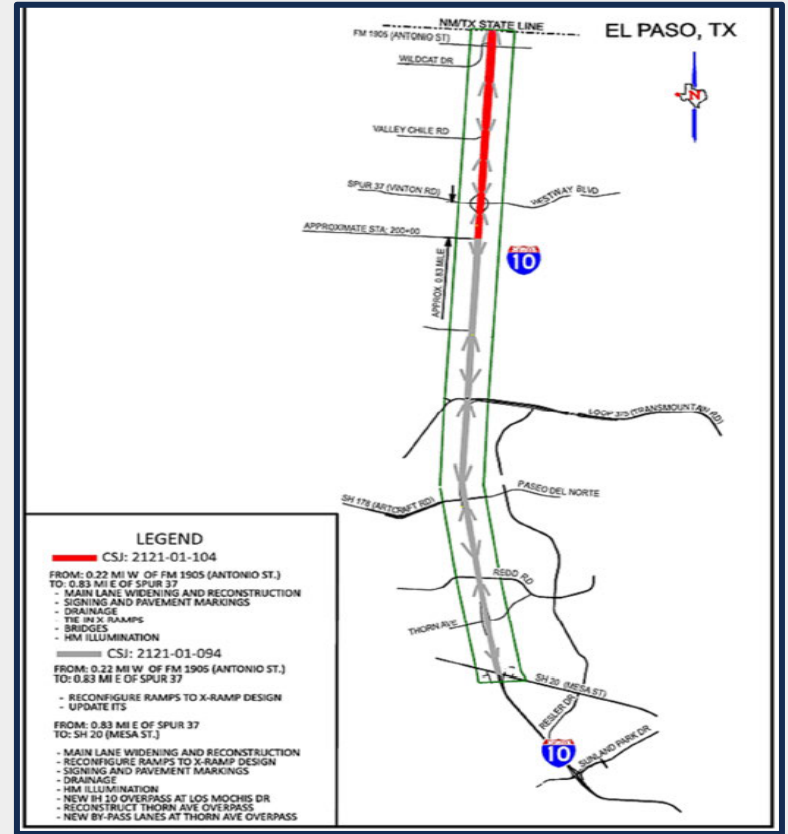 NM/TX STATE LINE
EL PASO, TX
FM 1905 (ANTONIO ST)
WILDCAT DR
N
VALLEY CHILE RD
SPUR 37 (VINTON RD)
WESTWAY BLVD
APPROXIMATE STA: 200+00
10
APPROX 0.83 MILE
LOOP 375 (TRANSMOUNTAIN RD)
PASEO DEL NORTE
SH 178 (ARTCRAFT RD)
REDD RD
THORN AVE
SH 20 (MESA ST)
RESLER DR
10
SUNLAND PARK DR
LEGEND
CSJ: 2121-01-104
FROM: 0.22 MI W OF FM 1905 (ANTONIO ST.)
TO: 0.83 MI E OF SPUR 37
- MAIN LANE WIDENING AND RECONSTRUCTION
- SIGNING AND PAVEMENT MARKINGS
- DRAINAGE
- TIE IN X RAMPS
- BRIDGES
- HM ILLUMINATION
CSJ: 2121-01-094
FROM: 0.22 MI W OF FM 1905 (ANTONIO ST.)
TO: 0.83 MI E OF SPUR 37
- RECONFIGURE RAMPS TO X-RAMP DESIGN
- UPDATE ITS
FROM: 0.83 MI E OF SPUR 37
TO: SH 20 (MESA ST.]
- MAIN LANE WIDENING AND RECONSTRUCTION
- RECONFIGURE RAMPS TO X-RAMP DESIGN
- SIGNING AND PAVEMENT MARKINGS
- DRAINAGE
- HM ILLUMINATION
- NEW IH 10 OVERPASS AT LOS MOCHIS DR
- RECONSTRUCT THORN AVE OVERPASS
- NEW BY-PASS LANES AT THORN AVE OVERPASS